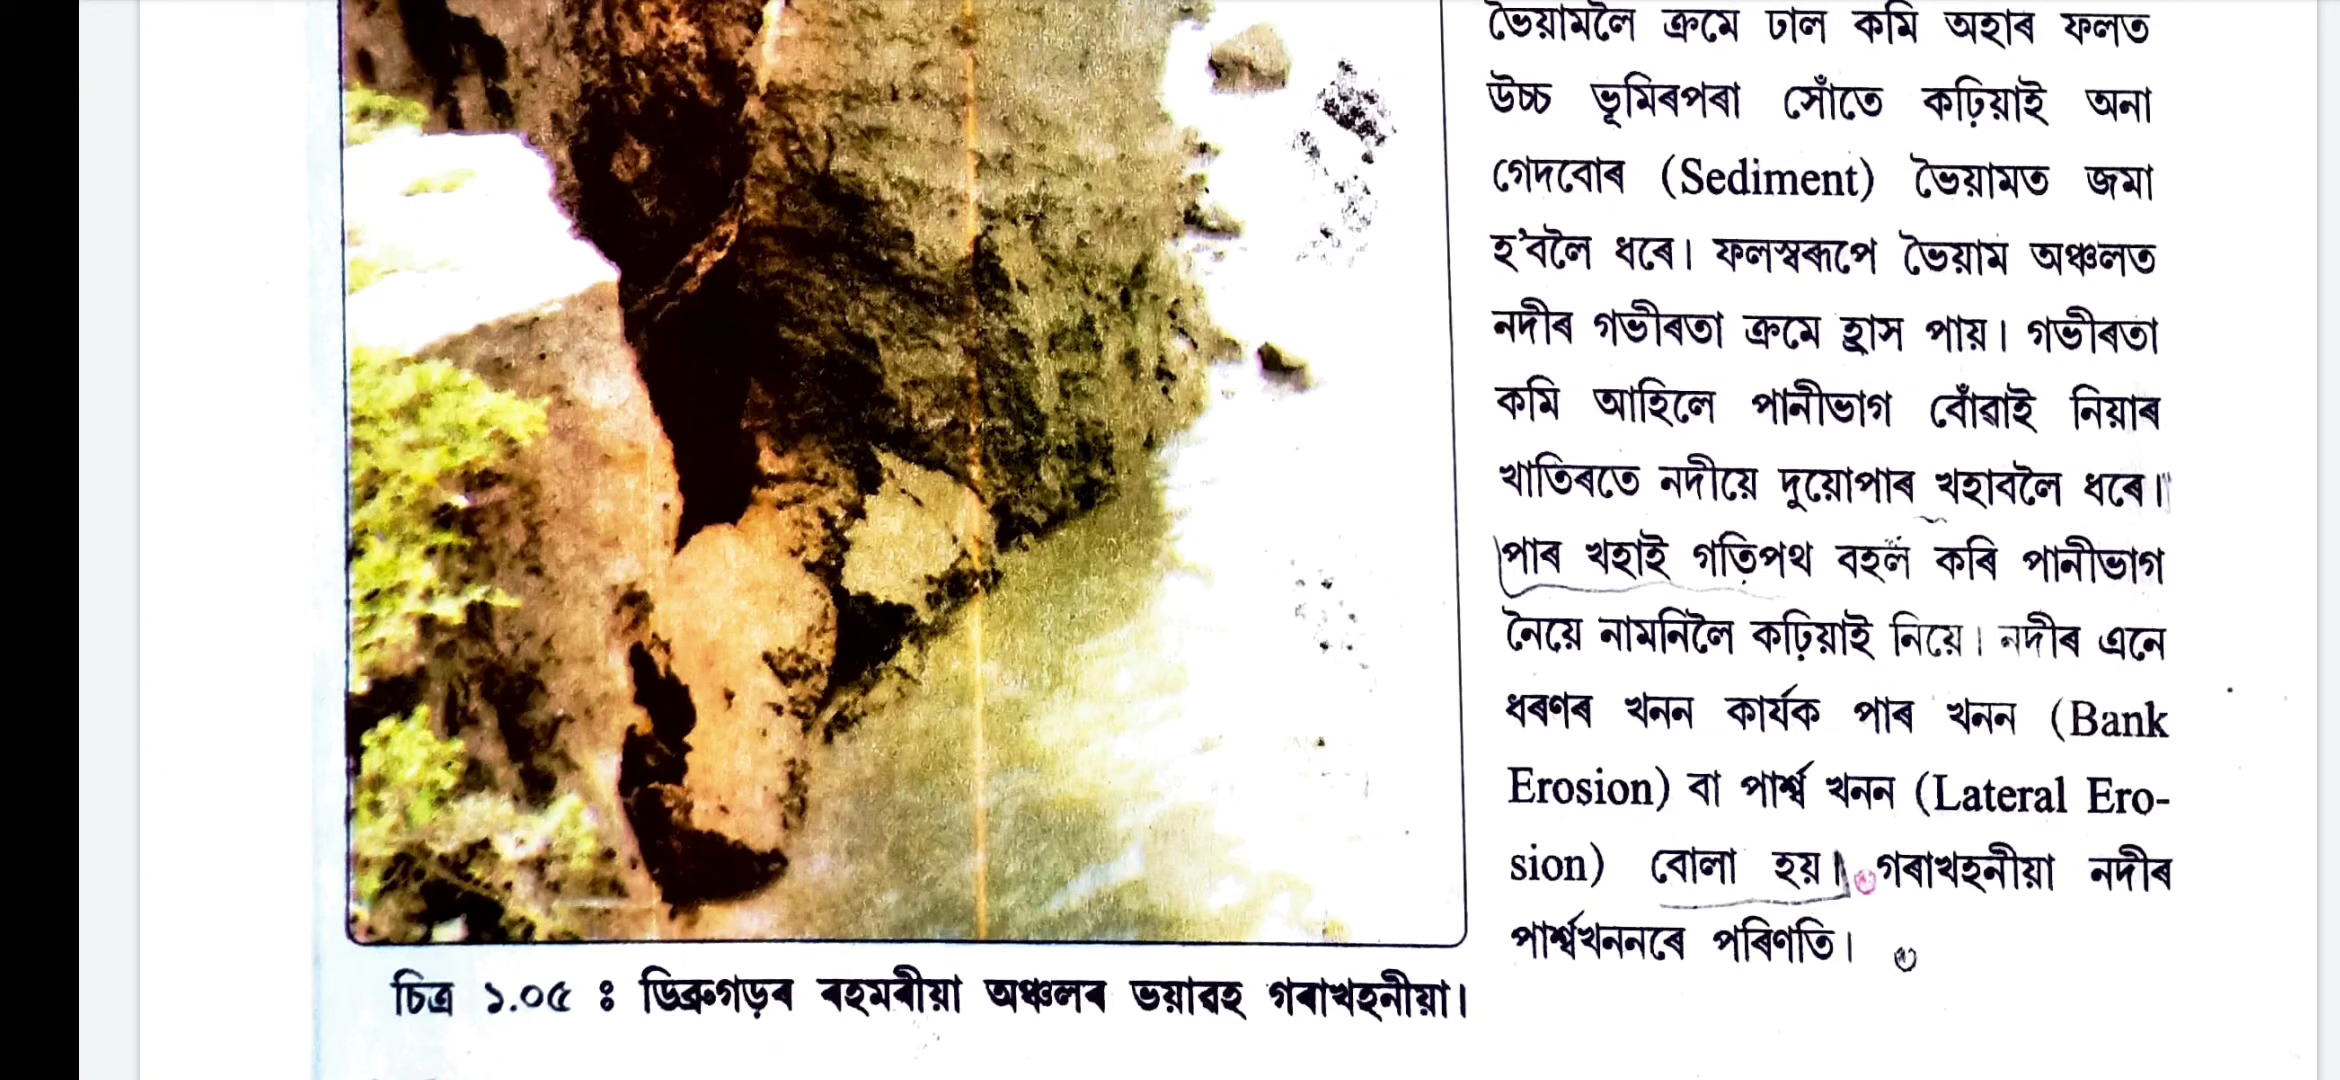 ভৈয়ামলৈ ক্ৰমে ঢাল কমি অহাৰ ফলত
উচ্চ ভূমিৰপৰা সোঁতে কঢ়িয়াই অনা
গেদবোৰ (Sediment) ভৈয়ামত জমা
হ'বলৈ ধৰে। ফলস্বৰূপে ভৈয়াম অঞ্চলত
নদীৰ গভীৰতা ক্ৰমে হ্ৰাস পায়। গভীৰতা
কমি আহিলে পানীভাগ বোঁৱাই নিয়াৰ
খাতিৰতে নদীয়ে দুয়োপাৰ খহাবলৈ ধৰে।
পাৰ খহাই গতিপথ বহল কৰি পানীভাগ
নৈয়ে নামনিলৈ কঢ়িয়াই নিয়ে। নদীৰ এনে
ধৰণৰ খনন কাৰ্যক পাৰ খনন (Bank
Erosion) বা পাৰ্শ্ব খনন (Lateral Ero-
sion) বোলা হয়। গৰাখহনীয়া নদীৰ
পাৰ্শ্বখননৰে পৰিণতি।
চিত্ৰ ১.০৫ : ডিব্ৰুগড়ৰ ৰহমৰীয়া অঞ্চলৰ ভয়াৱহ গৰাখহনীয়া।